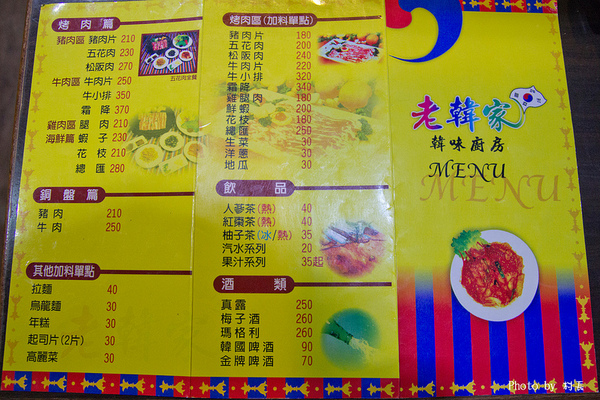 烤肉篇
豬肉區 豬肉片 210
五花肉 230
松阪肉 270
牛肉區 牛肉片 250
牛小排 350
霜降 370
雞肉區 腿肉 210
海鮮篇 蝦子 230
花枝 210
總匯 280
五花肉全餐
銅盤篇
豬肉 210
牛肉 250
其他加料單點
拉麵 40
烏龍麵 30
年糕 30
起司片(2片) 30
高麗菜 30
烤肉區(加料單點)
豬肉片 180
五花肉 200
松阪肉 240
牛肉片 220
牛小排 320
霜降 340
雞腿肉 180
鮮蝦 200
花枝 180
總匯 250
生菜 30
洋蔥 30
地瓜 30
飲品
人蔘茶(熱) 40
紅棗茶(熱) 40
柚子茶(冰/熱) 35
汽水系列 20
果汁系列 35起
酒類
真露 250
梅子酒 260
瑪格利 260
韓國啤酒 90
金牌啤酒 70
老韓家
韓味廚房
MENU
MENU
Photo by 料長